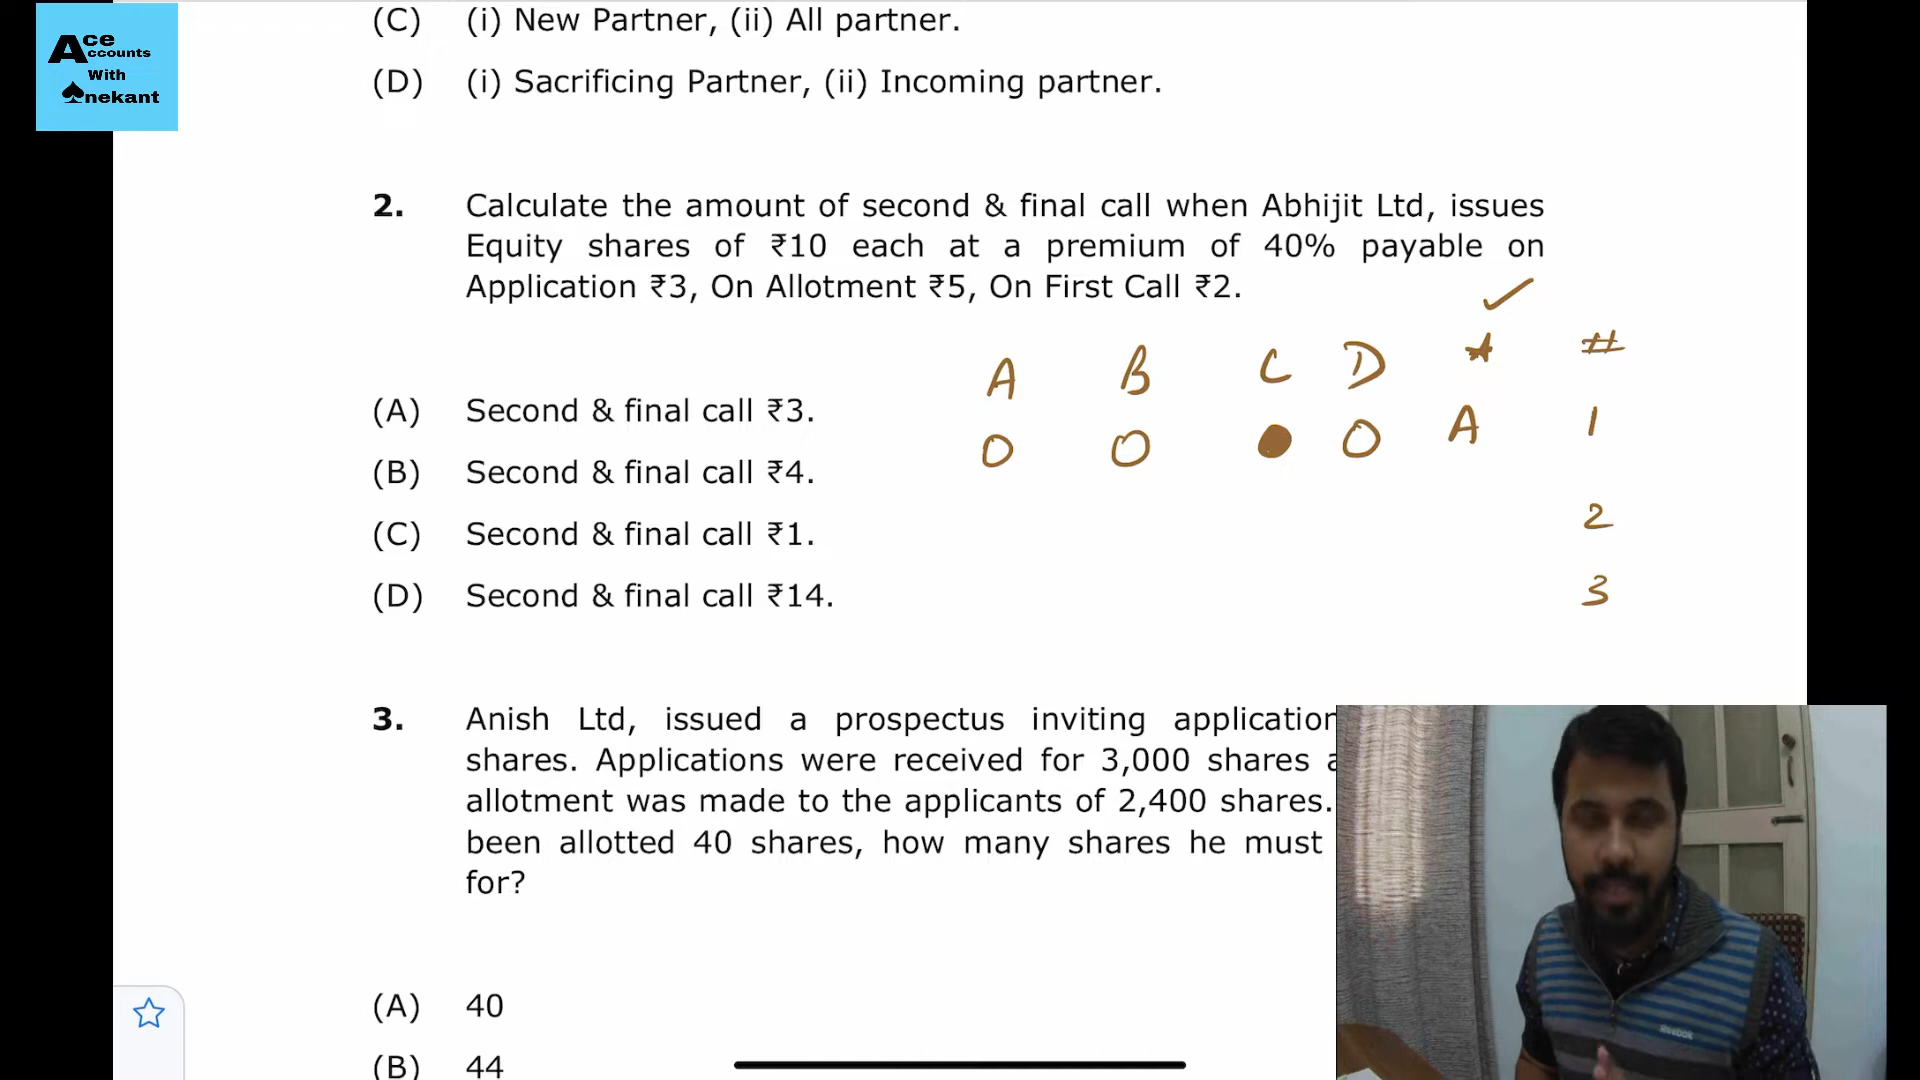 (C) (i) New Partner, (ii) All partner.
Ace
Accounts
With
Anekant
(D) (i) Sacrificing Partner, (ii) Incoming partner.
2. Calculate the amount of second & final call when Abhijit Ltd, issues
Equity shares of ₹10 each at a premium of 40% payable on
Application ₹3, On Allotment ₹5, On First Call ₹2.
A B C D * #
(A) Second & final call ₹3.
O O ● O A 1
(B) Second & final call ₹4.
2
(C) Second & final call ₹1.
3
(D) Second & final call ₹14.
3. Anish Ltd, issued a prospectus inviting application
shares. Applications were received for 3,000 shares a
allotment was made to the applicants of 2,400 shares.
been allotted 40 shares, how many shares he must
for?
(A) 40
(B) 44
Reebok